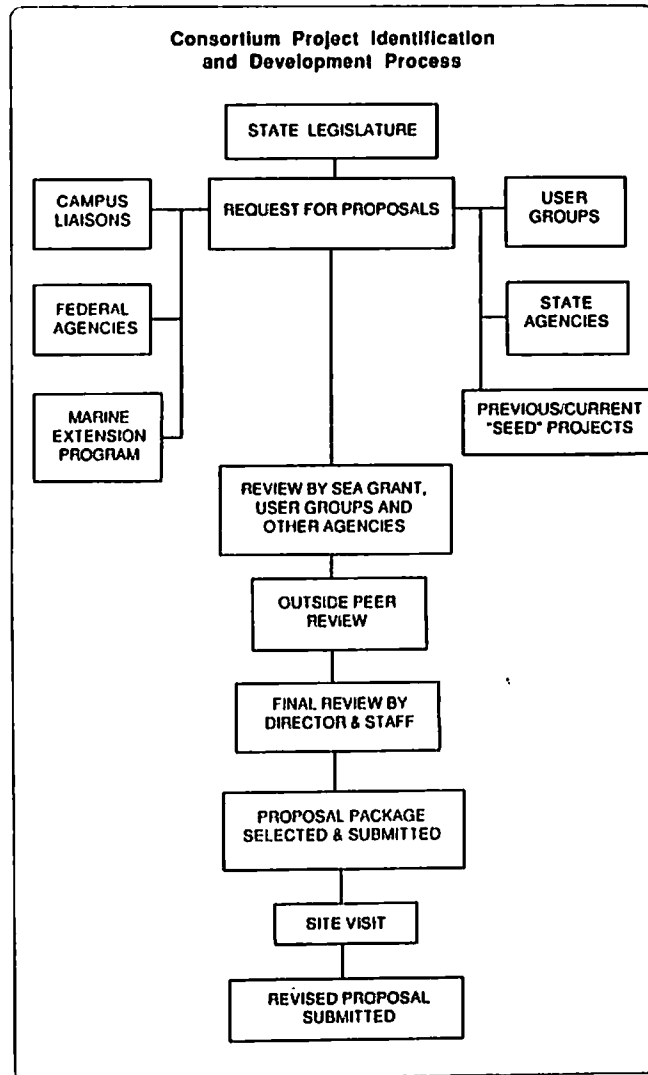 Consortium Project Identification
and Development Process
STATE LEGISLATURE
CAMPUS
LIAISONS
REQUEST FOR PROPOSALS
USER
GROUPS
FEDERAL
AGENCIES
STATE
AGENCIES
MARINE
EXTENSION
PROGRAM
PREVIOUS/CURRENT
"SEED" PROJECTS
REVIEW BY SEA GRANT,
USER GROUPS AND
OTHER AGENCIES
OUTSIDE PEER
REVIEW
FINAL REVIEW BY
DIRECTOR & STAFF
PROPOSAL PACKAGE
SELECTED & SUBMITTED
SITE VISIT
REVISED PROPOSAL
SUBMITTED